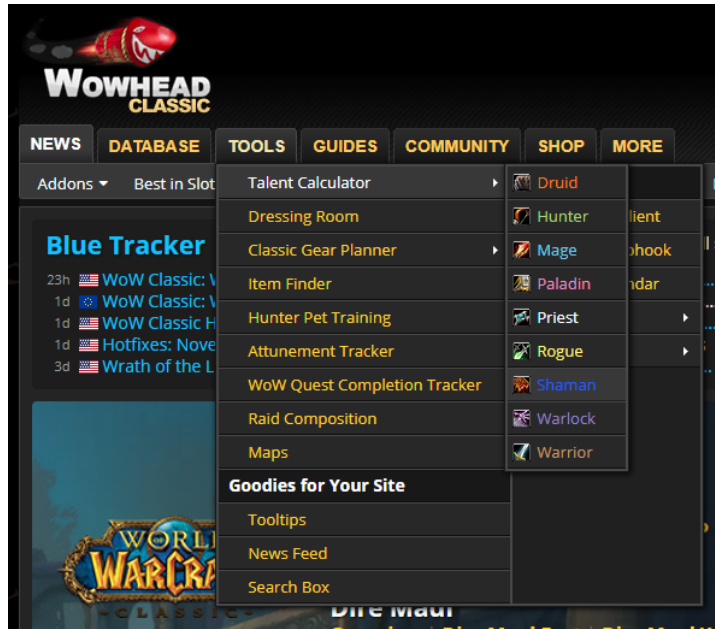 WOWHEAD
CLASSIC
NEWS DATABASE TOOLS GUIDES COMMUNITY SHOP MORE
Addons Best in Slot
Talent Calculator
Dressing Room
Classic Gear Planner
Item Finder
Hunter Pet Training
Attunement Tracker
WoW Quest Completion Tracker
Raid Composition
Maps
Goodies for Your Site
Tooltips
News Feed
Search Box
Druid
Hunter
Mage
Paladin
Priest
Rogue
Shaman
Warlock
Warrior
Blue Tracker
23h WoW Classic:
1d WoW Classic:
1d WoW Classic H
1d Hotfixes: Nove
3d Wrath of the L
WORL
WARCRA
CLASSIC
Dire Maul